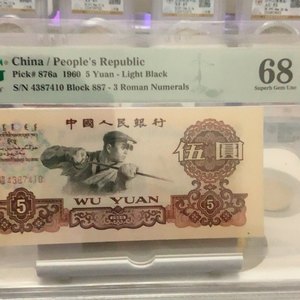 China / People's Republic
Pick# 876a 1960 5 Yuan - Light Black
S/N 4387410 Block 887 - 3 Roman Numerals
68
Superb Gem Unc
中國人民銀行
伍圓
4387410
5
WU YUAN
5